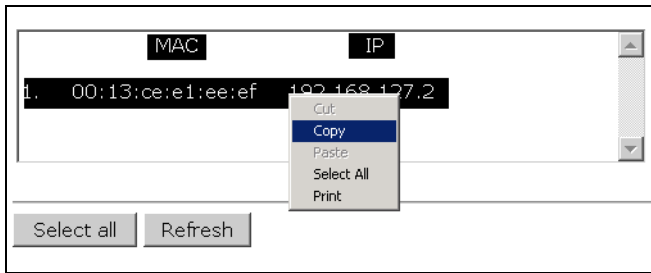 MAC IP
1. 00:13:ce:e1:ee:ef 192.168.127.2
Cut
Copy
Paste
Select All
Print
Select all Refresh